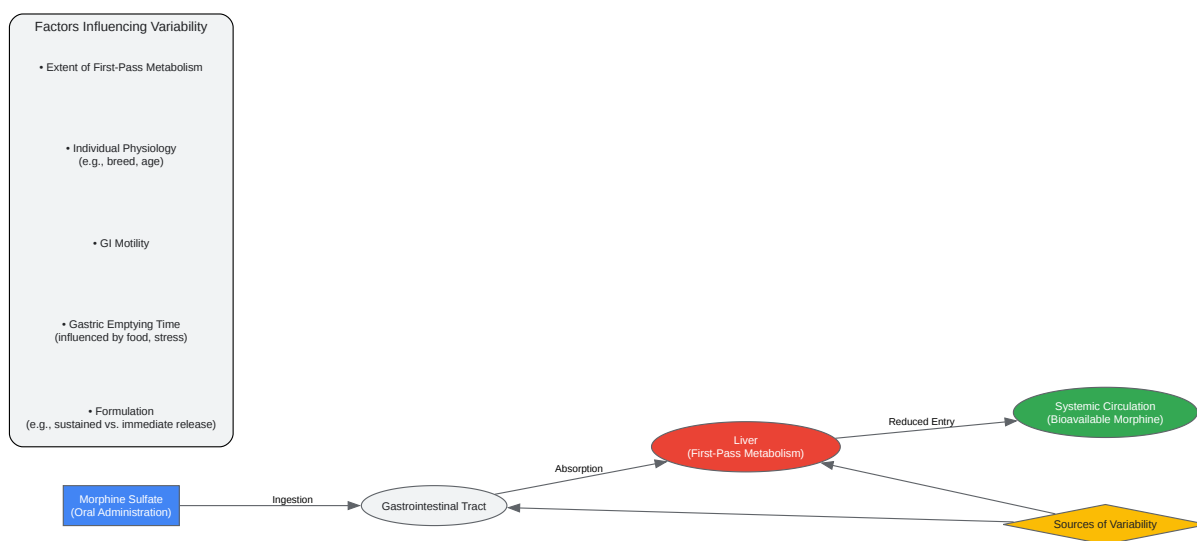 Factors Influencing Variability
• Extent of First-Pass Metabolism
• Individual Physiology
(e.g., breed, age)
• GI Motility
• Gastric Emptying Time
(influenced by food, stress)
• Formulation
(e.g., sustained vs. immediate release)
Morphine Sulfate
(Oral Administration)
Ingestion
Gastrointestinal Tract
Absorption
Liver
(First-Pass Metabolism)
Reduced Entry
Systemic Circulation
(Bioavailable Morphine)
Sources of Variability